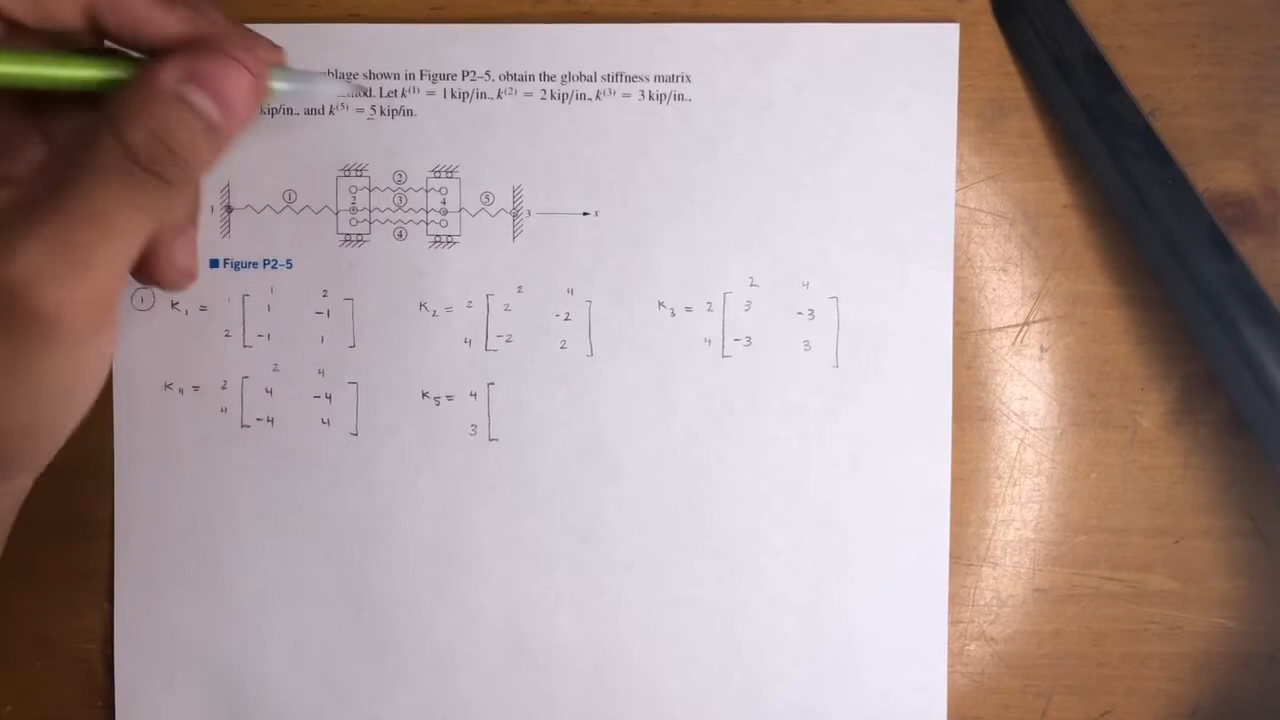 shown in Figure P2–5, obtain the global stiffness matrix
Let k(1) = 1 kip/in., k(2) = 2 kip/in., k(3) = 3 kip/in.,
kip/in., and k(5) = 5 kip/in.
② ④
1 ① 2 ③ 4 ⑤ 3 x
■ Figure P2–5
1 2 2 4 2 4
① K1 = 1 [ 1 -1 ] K2 = 2 [ 2 -2 ] K3 = 2 [ 3 -3 ]
2 [ -1 1 ] 4 [ -2 2 ] 4 [ -3 3 ]
2 4
K4 = 2 [ 4 -4 ] K5 = 4 [
4 [ -4 4 ] 3 [